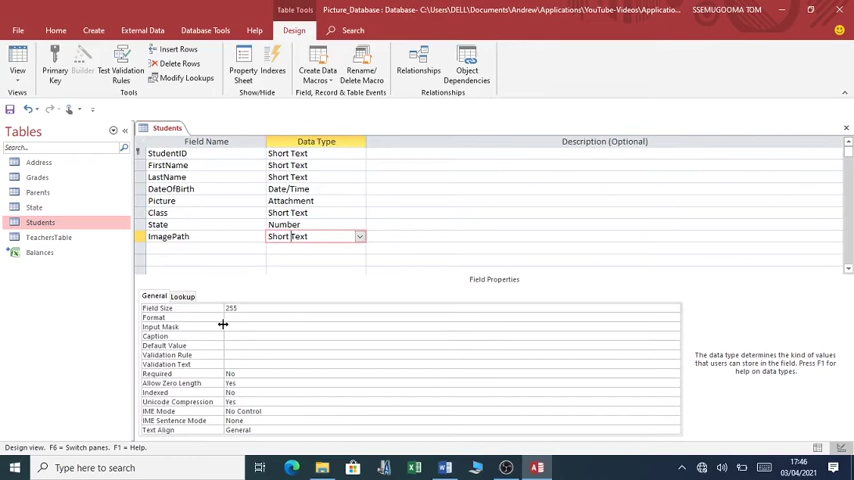 Table Tools
Picture_Database : Database- C:\Users\DELL\Documents\Andrew\Applications\YouTube-Videos\Applicatio...
SSEMUGOOMA TOM
File
Home
Create
External Data
Database Tools
Help
Design
Search
View
Primary Key
Builder
Test Validation Rules
Insert Rows
Delete Rows
Modify Lookups
Property Sheet
Indexes
Create Data Macros
Rename/ Delete Macro
Relationships
Object Dependencies
Views
Tools
Show/Hide
Field, Record & Table Events
Relationships
Tables
Search...
Address
Grades
Parents
State
Students
TeachersTable
Balances
Students
Field Name Data Type Description (Optional)
StudentID Short Text
FirstName Short Text
LastName Short Text
DateOfBirth Date/Time
Picture Attachment
Class Short Text
State Number
ImagePath Short Text
Field Properties
General Lookup
Field Size 255
Format
Input Mask
Caption
Default Value
Validation Rule
Validation Text
Required No
Allow Zero Length Yes
Indexed No
Unicode Compression Yes
IME Mode No Control
IME Sentence Mode None
Text Align General
The data type determines the kind of values
that users can store in the field. Press F1 for
help on data types.
Design view. F6 = Switch panes. F1 = Help.
Type here to search
17:46
03/04/2021